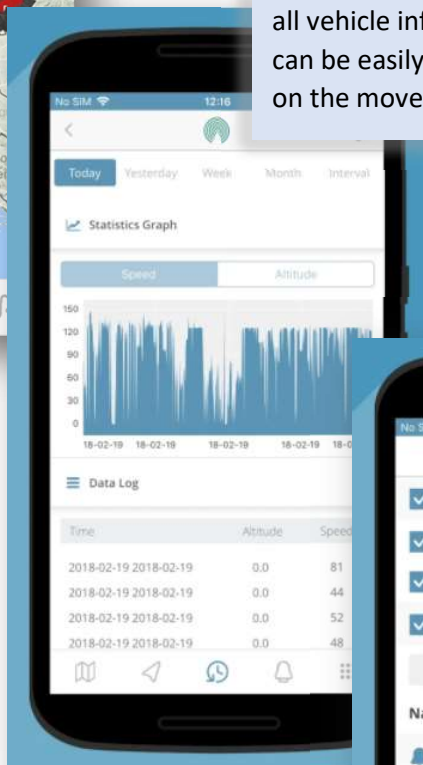 all vehicle inf
can be easily
on the move
No SIM 12:16
Today Yesterday Week Month Interval
Statistics Graph
Speed Altitude
150
120
90
60
30
0
18-02-19 18-02-19 18-02-19 18-02-19 18-0
Data Log
Time Altitude Speed
2018-02-19 2018-02-19 0.0 81
2018-02-19 2018-02-19 0.0 44
2018-02-19 2018-02-19 0.0 52
2018-02-19 2018-02-19 0.0 48
No S
Na